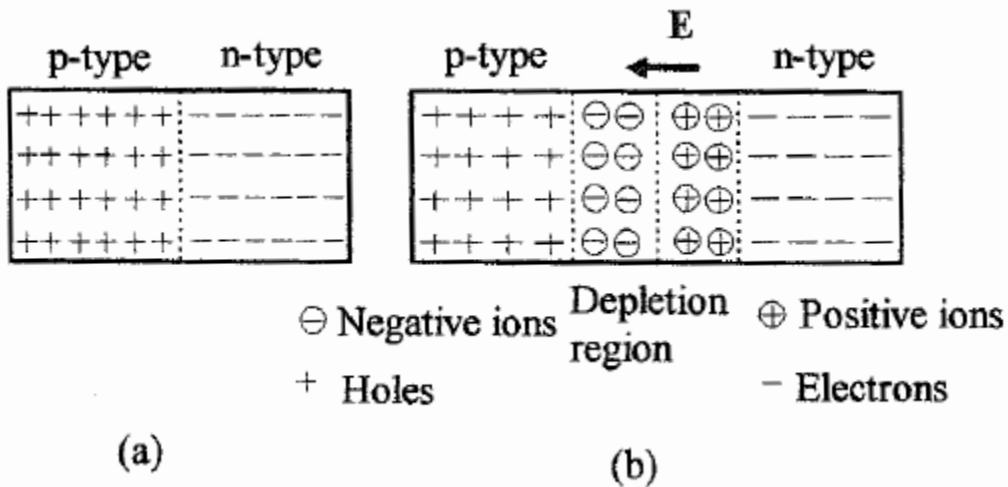 E
p-type n-type p-type n-type
⊖ Negative ions Depletion region ⊕ Positive ions
+ Holes − Electrons
(a) (b)